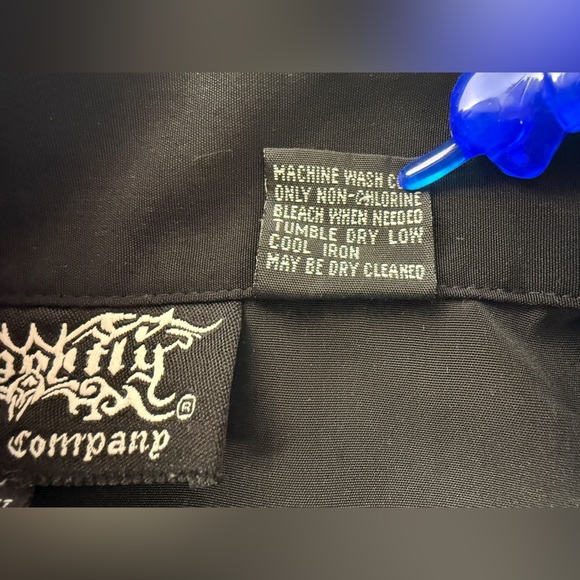 MACHINE WASH
ONLY NON-CHLORINE
BLEACH WHEN NEEDED
TUMBLE DRY LOW
COOL IRON
MAY BE DRY CLEANED
®
Company